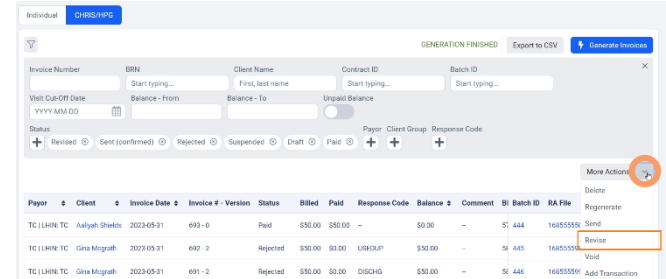 Individual CHRIS/HPG
GENERATION FINISHED Export to CSV Generate Invoices
Invoice Number BRN Client Name Contract ID Batch ID
Start typing... First, last name Start typing... Start typing...
Visit Cut-Off Date Balance - From Balance - To Unpaid Balance
YYYY-MM-DD
Status Payor Client Group Response Code
Revised Sent (confirmed) Rejected Suspended Draft Paid
More Actions
Delete
Regenerate
Send
Revise
Void
Add Transaction
Payor Client Invoice Date Invoice # - Version Status Billed Paid Response Code Balance Comment Bi Batch ID RA File
TC | LHIN: TC Aaliyah Shields 2023-05-31 693 - 0 Paid $50.00 $50.00 – $0.00 – 57 444
TC | LHIN: TC Gina Mcgrath 2023-05-31 692 - 2 Rejected $50.00 $0.00 USEDUP $50.00 – 445
TC | LHIN: TC Gina Mcgrath 2023-05-31 691 - 2 Rejected $50.00 $0.00 DISCHG $50.00 – 446